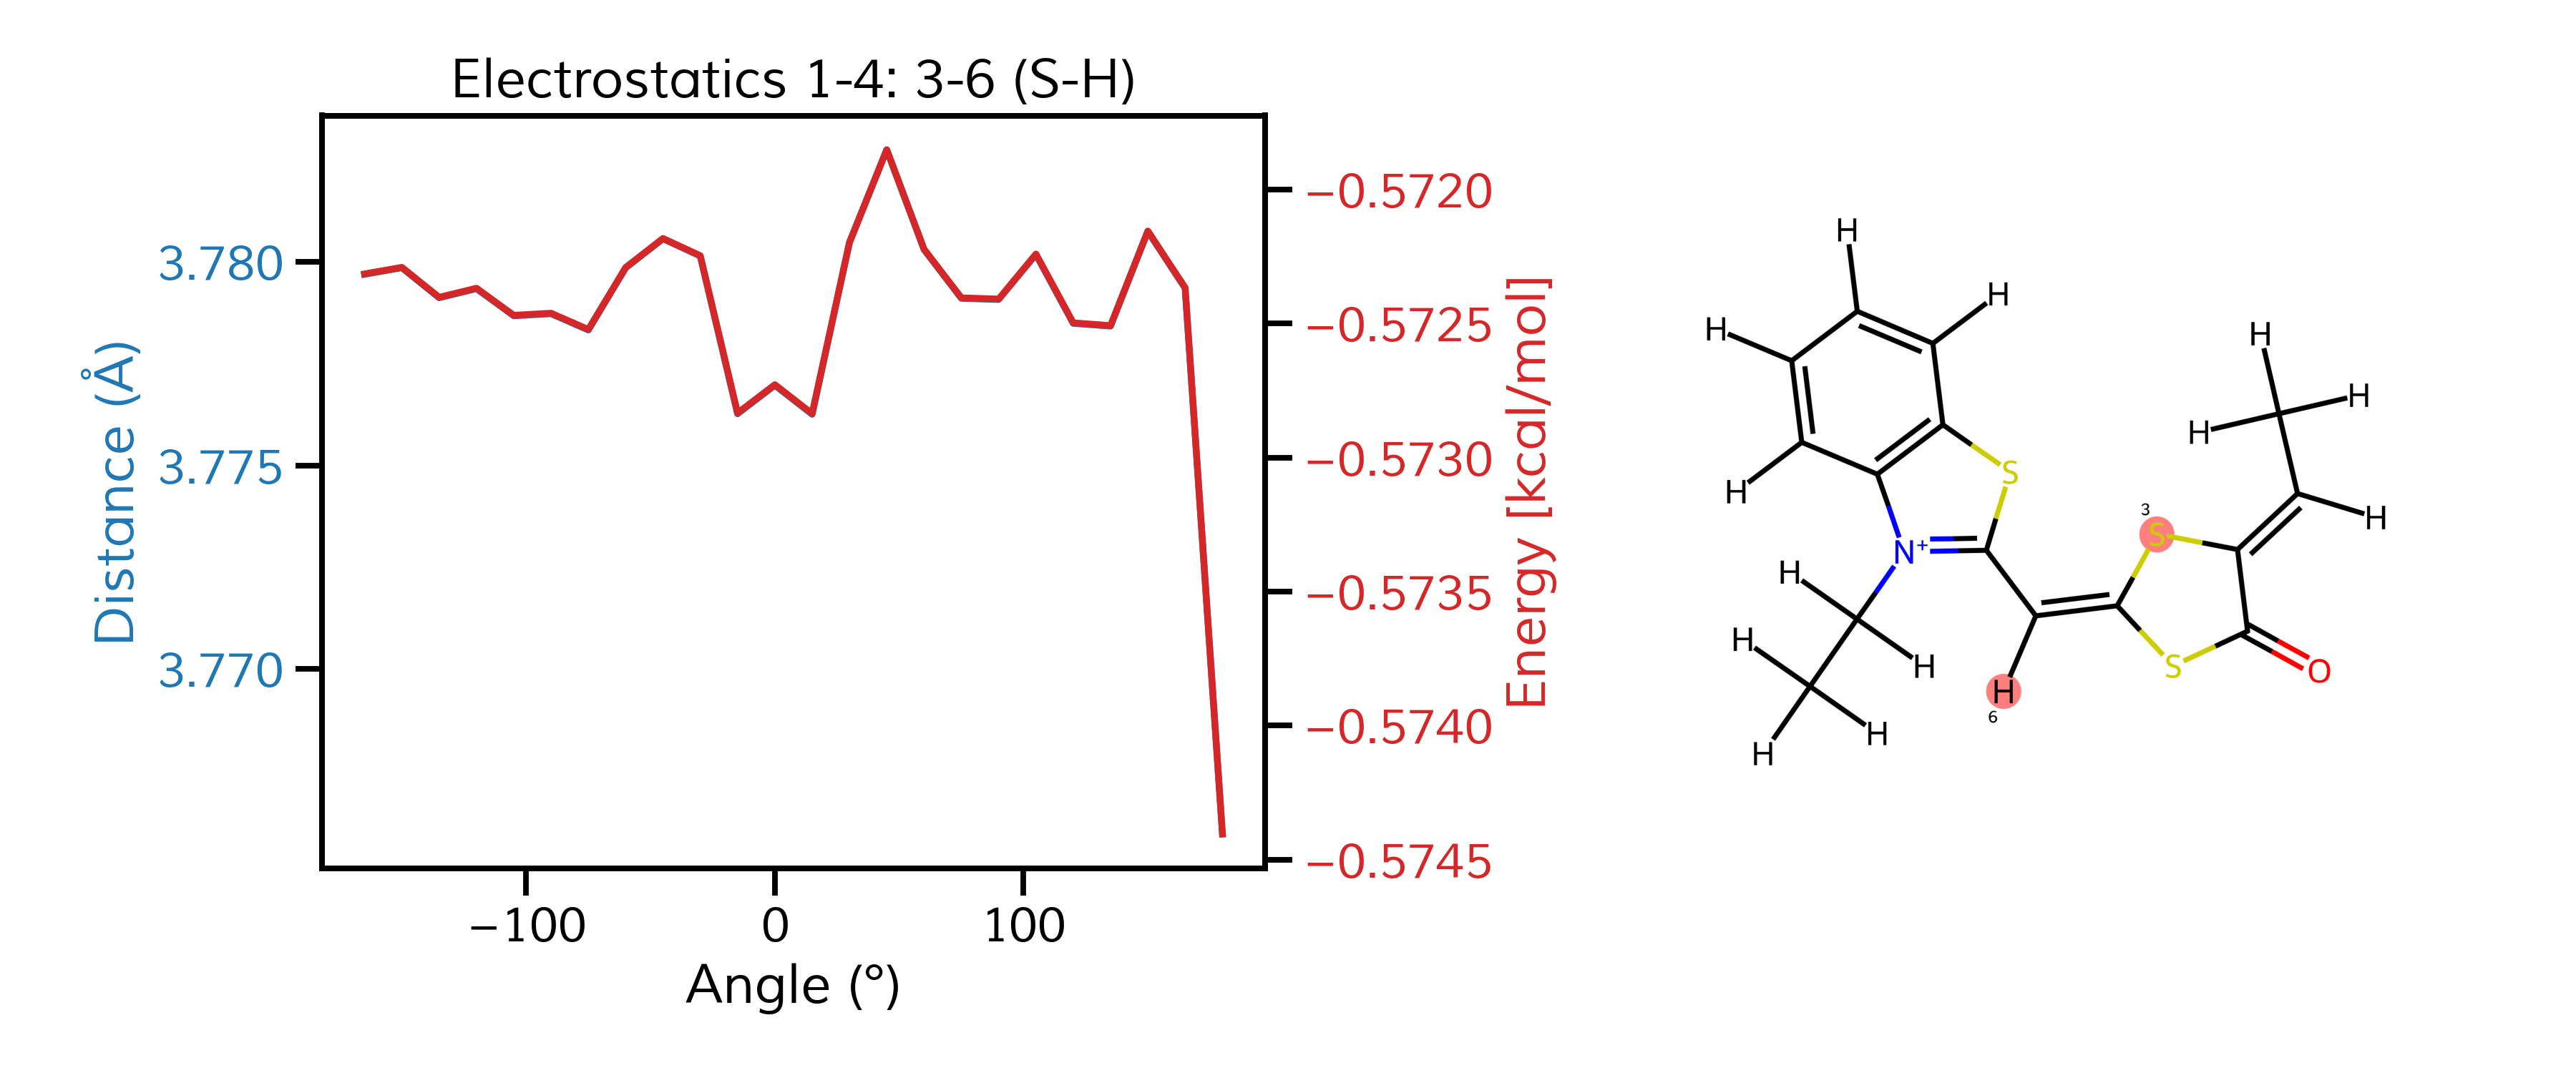 Electrostatics 1-4: 3-6 (S-H)
Distance (Å)
3.780
3.775
3.770
−100
0
100
Angle (°)
−0.5720
−0.5725
−0.5730
−0.5735
−0.5740
−0.5745
Energy [kcal/mol]
H
H
H
H
H
H
H
S
3
S
H
N+
H
H
H
S
O
H
6
H
H